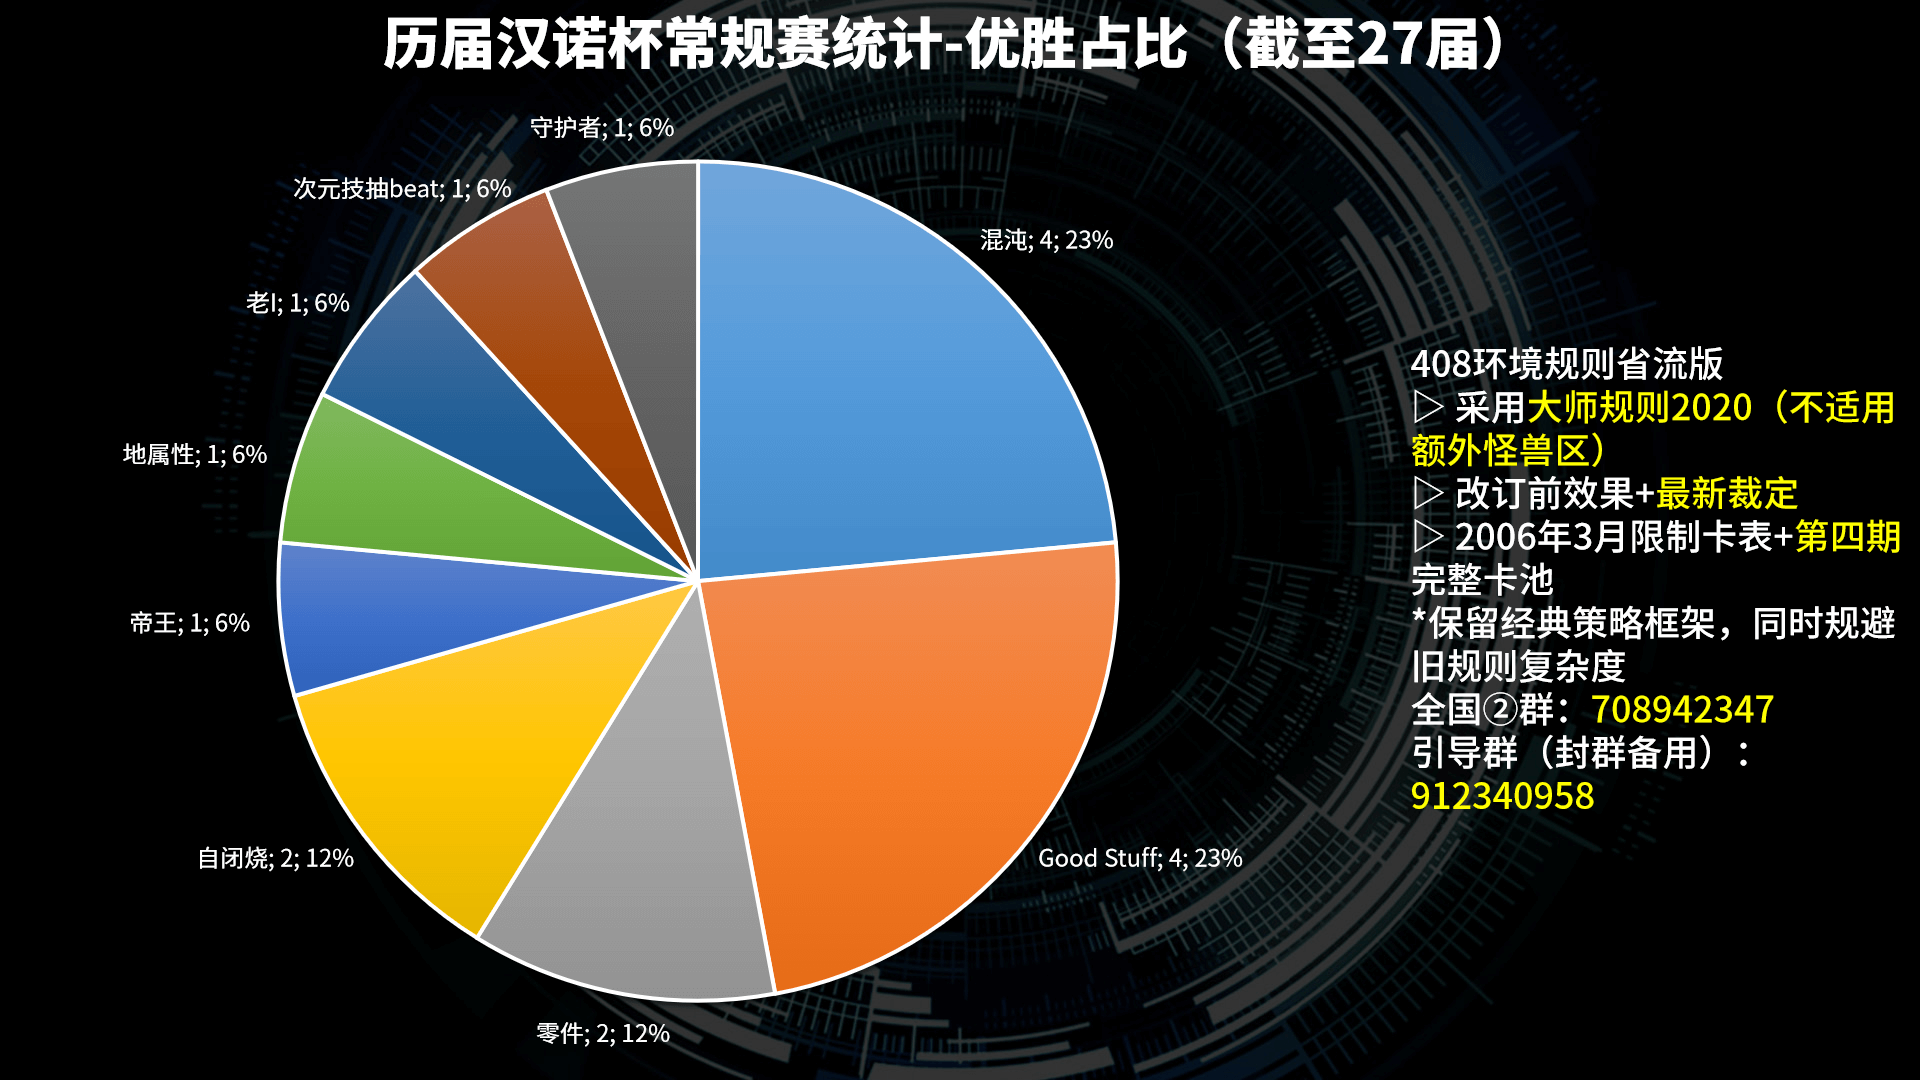 历届汉诺杯常规赛统计-优胜占比（截至27届）
守护者; 1; 6%
次元技抽beat; 1; 6%
混沌; 4; 23%
老I; 1; 6%
地属性; 1; 6%
帝王; 1; 6%
自闭烧; 2; 12%
Good Stuff; 4; 23%
零件; 2; 12%
408环境规则省流版
▷ 采用大师规则2020（不适用
额外怪兽区）
▷ 改订前效果+最新裁定
▷ 2006年3月限制卡表+第四期
完整卡池
*保留经典策略框架，同时规避
旧规则复杂度
全国②群：708942347
引导群（封群备用）：
912340958